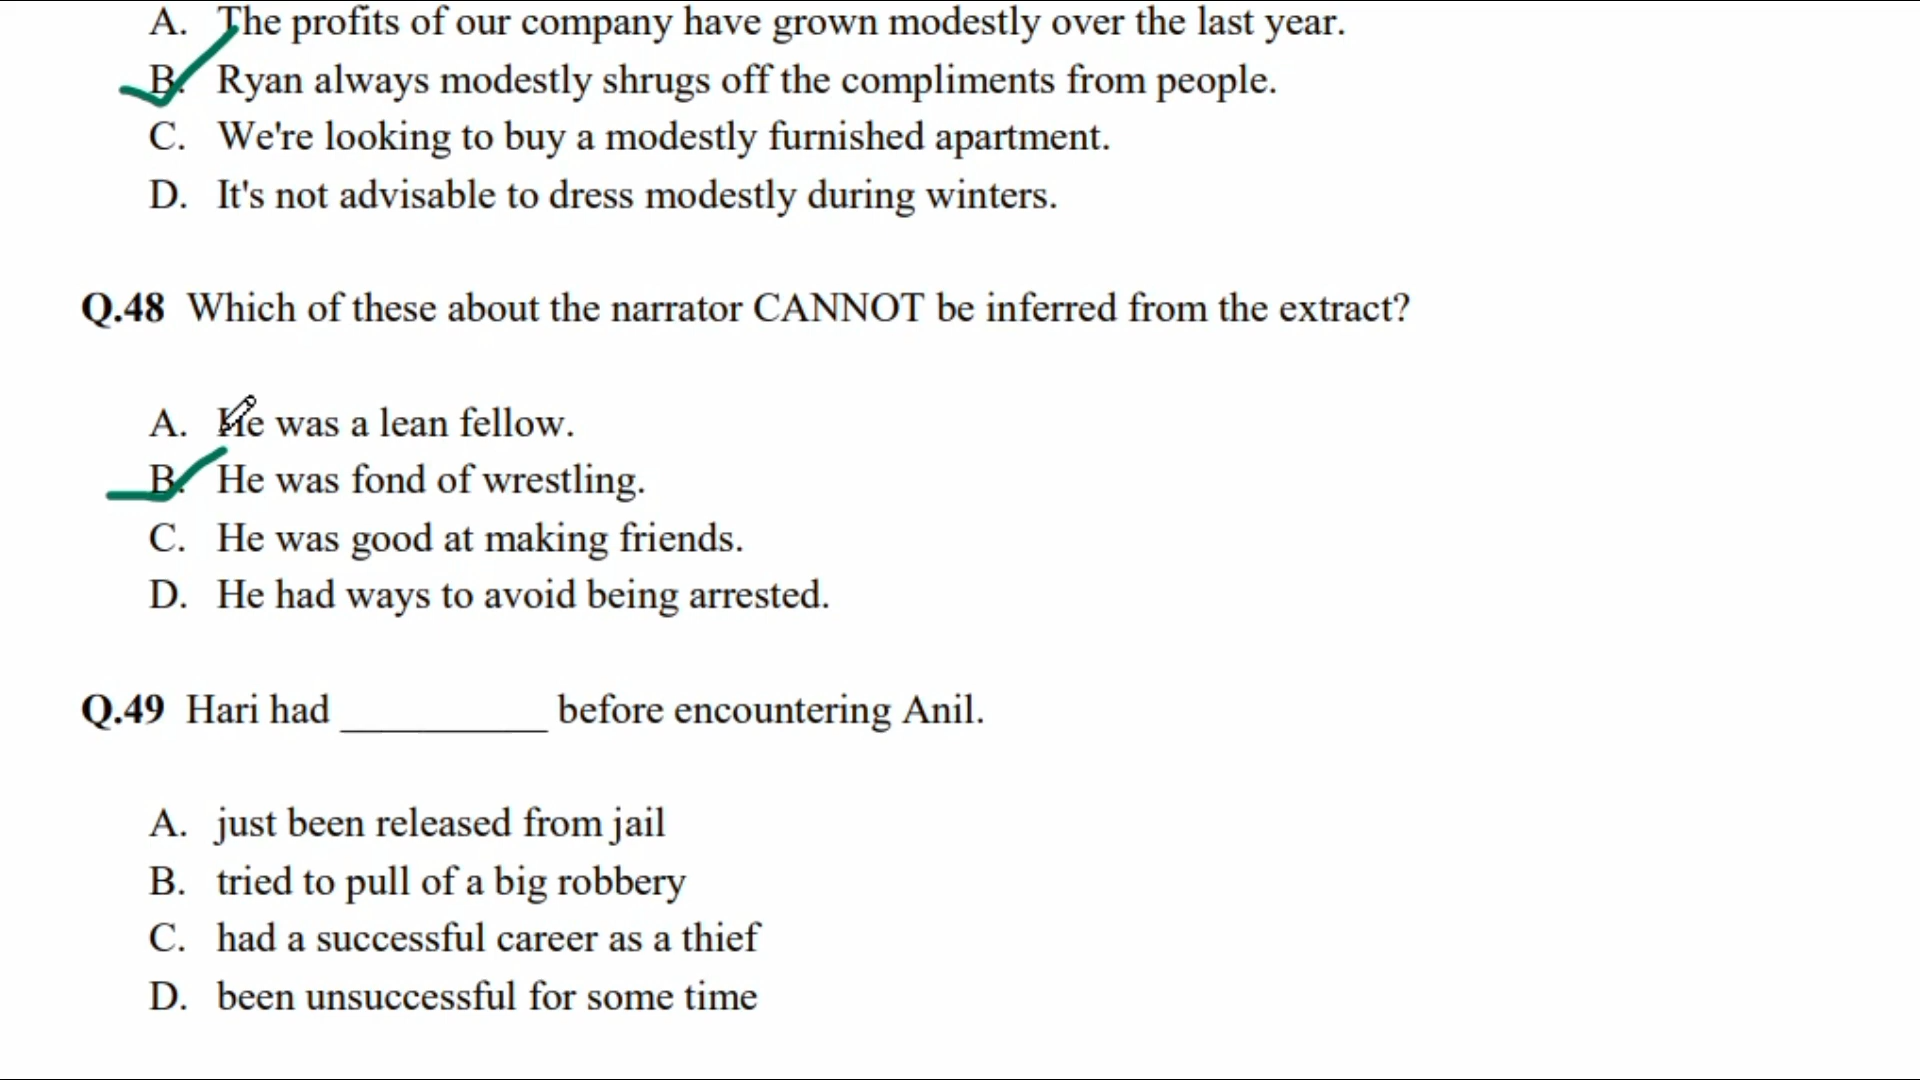 A. The profits of our company have grown modestly over the last year.
B. Ryan always modestly shrugs off the compliments from people.
C. We're looking to buy a modestly furnished apartment.
D. It's not advisable to dress modestly during winters.
Q.48 Which of these about the narrator CANNOT be inferred from the extract?
A. He was a lean fellow.
B. He was fond of wrestling.
C. He was good at making friends.
D. He had ways to avoid being arrested.
Q.49 Hari had __________ before encountering Anil.
A. just been released from jail
B. tried to pull of a big robbery
C. had a successful career as a thief
D. been unsuccessful for some time